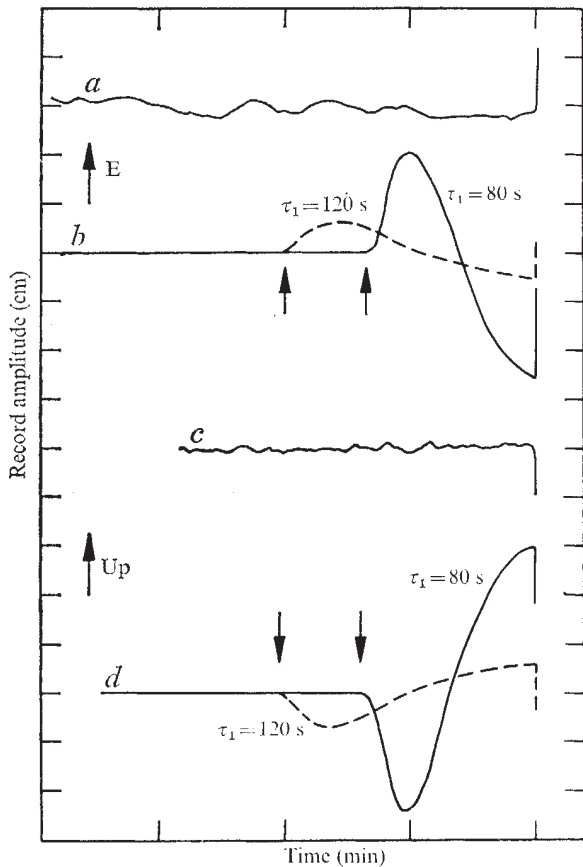 a
E
τ₁=120 s
τ₁=80 s
b
Record amplitude (cm)
c
Up
τ₁=80 s
d
τ₁=120 s
Time (min)